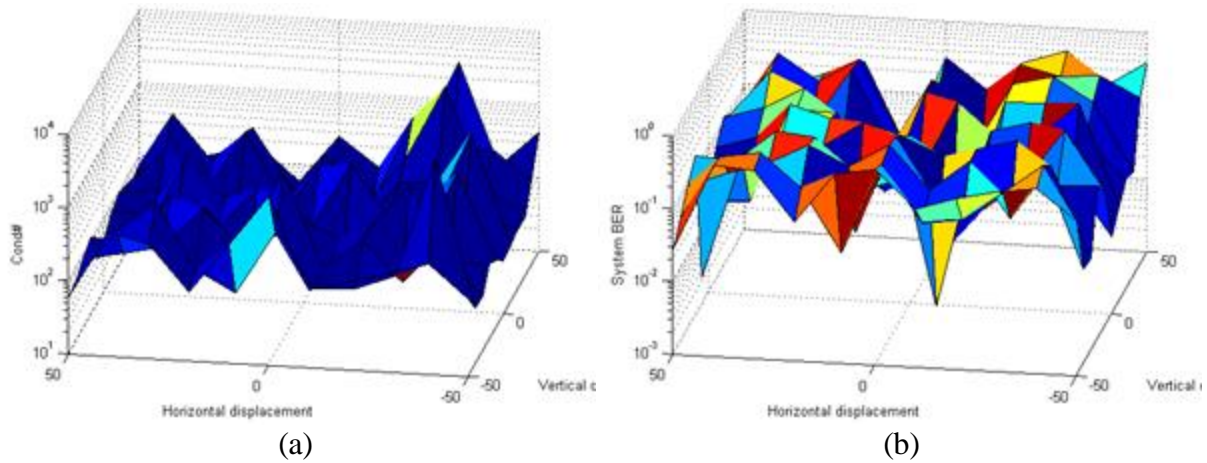 10^4
10^3
10^2
10^1
Cond#
50
0
-50
Horizontal displacement
50
0
-50
Vertical
(a)
10^0
10^-1
10^-2
10^-3
System BER
50
0
-50
Horizontal displacement
50
0
-50
Vertical
(b)